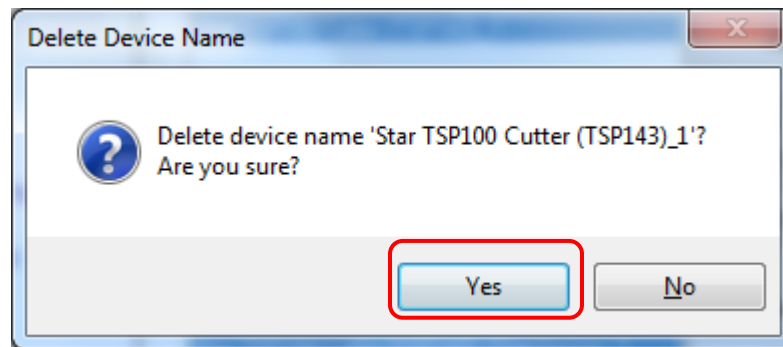 Delete Device Name
Delete device name 'Star TSP100 Cutter (TSP143)_1'?
Are you sure?
Yes
No